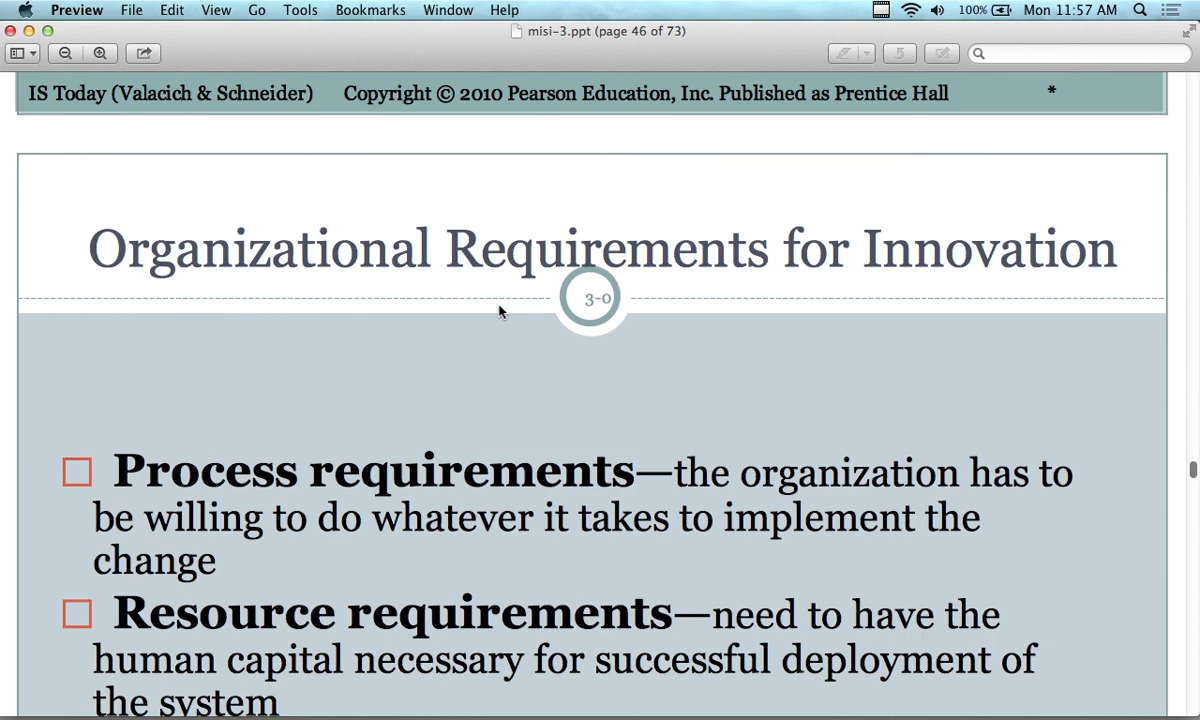 Preview File Edit View Go Tools Bookmarks Window Help 100% Mon 11:57 AM
misi-3.ppt (page 46 of 73)
5
IS Today (Valacich & Schneider) Copyright © 2010 Pearson Education, Inc. Published as Prentice Hall *
Organizational Requirements for Innovation
3-0
Process requirements—the organization has to
be willing to do whatever it takes to implement the
change
Resource requirements—need to have the
human capital necessary for successful deployment of
the system